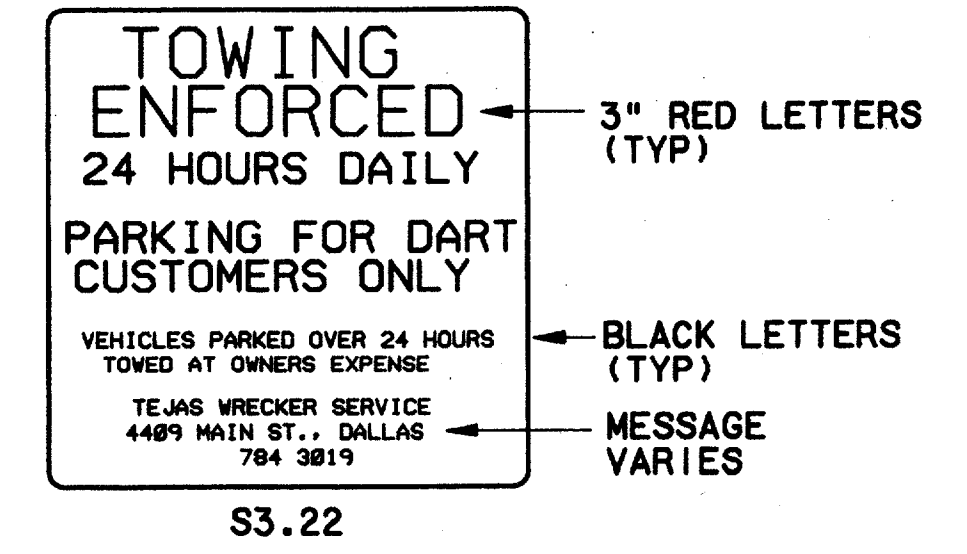 TOWING
ENFORCED
24 HOURS DAILY
PARKING FOR DART
CUSTOMERS ONLY
VEHICLES PARKED OVER 24 HOURS
TOWED AT OWNERS EXPENSE
TEJAS WRECKER SERVICE
4409 MAIN ST., DALLAS
784 3019
3" RED LETTERS
(TYP)
BLACK LETTERS
(TYP)
MESSAGE
VARIES
S3.22